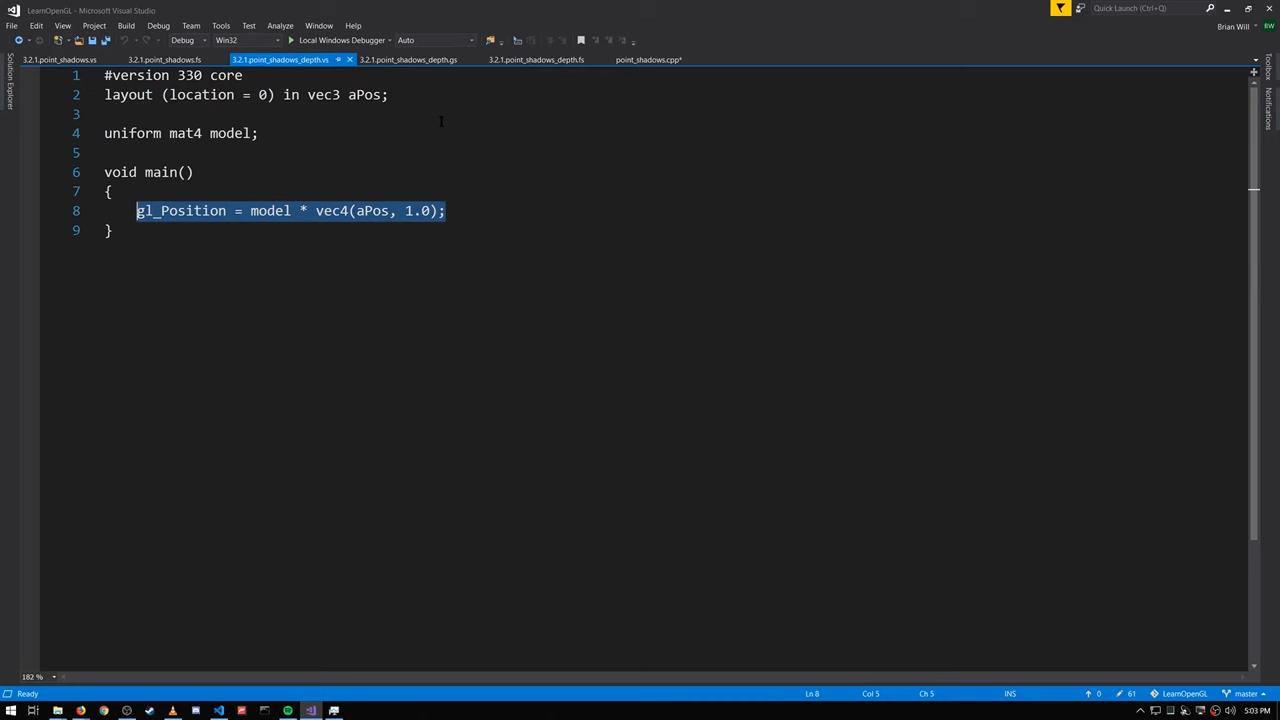 LearnOpenGL - Microsoft Visual Studio
Quick Launch (Ctrl+Q)
File Edit View Project Build Debug Team Tools Test Analyze Window Help
Brian Will BW
Debug Win32 Local Windows Debugger Auto
3.2.1.point_shadows.vs 3.2.1.point_shadows.fs 3.2.1.point_shadows_depth.vs 3.2.1.point_shadows_depth.gs 3.2.1.point_shadows_depth.fs point_shadows.cpp*
Solution Explorer
Toolbox
Notifications
1 #version 330 core
2 layout (location = 0) in vec3 aPos;
3
4 uniform mat4 model;
5
6 void main()
7 {
8 gl_Position = model * vec4(aPos, 1.0);
9 }
182 %
Ready Ln 8 Col 5 Ch 5 INS 0 61 LearnOpenGL master
5:03 PM